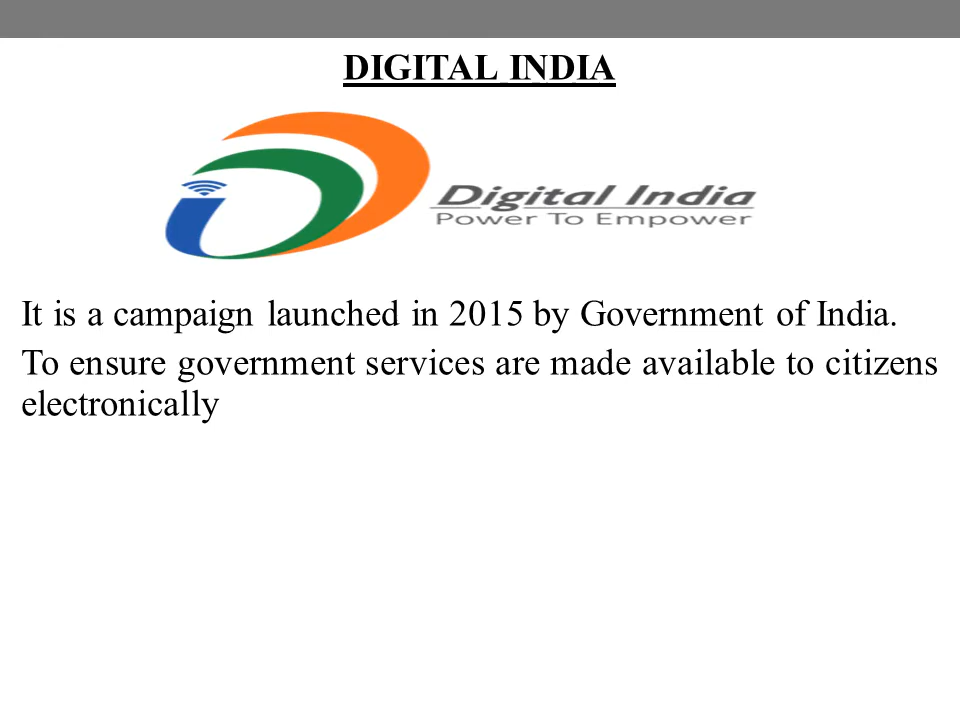 DIGITAL INDIA
Digital India
Power To Empower
It is a campaign launched in 2015 by Government of India.
To ensure government services are made available to citizens
electronically